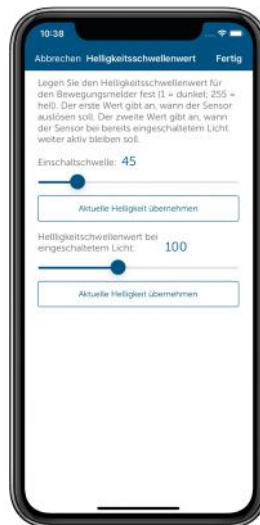 10:38
Abbrechen Helligkeitsschwellenwert Fertig
Legen Sie den Helligkeitsschwellenwert für
den Bewegungsmelder fest (1 = dunkel; 255 =
hell). Der erste Wert gibt an, wann der Sensor
auslösen soll. Der zweite Wert gibt an, wann
der Sensor bei bereits eingeschaltetem Licht
weiter aktiv bleiben soll.
Einschaltschwelle: 45
Aktuelle Helligkeit übernehmen
Helligkeitsschwellenwert bei
eingeschaltetem Licht: 100
Aktuelle Helligkeit übernehmen